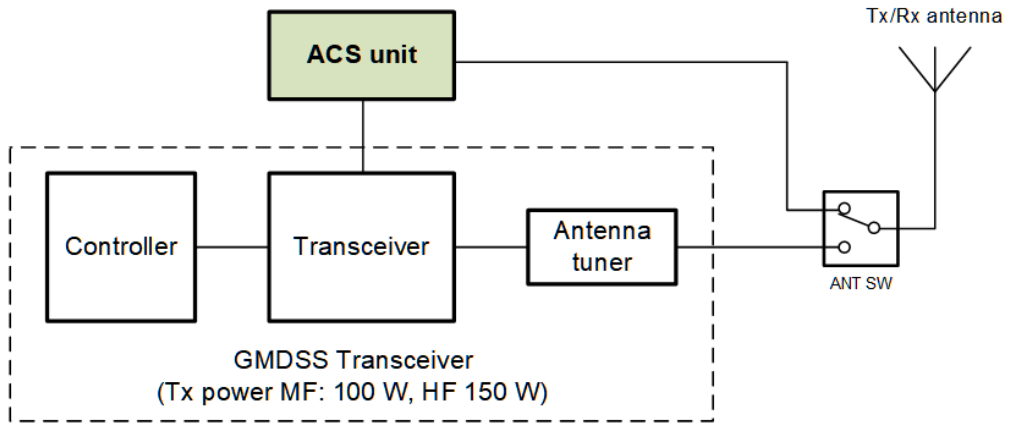 Tx/Rx antenna
ACS unit
Controller
Transceiver
Antenna
tuner
ANT SW
GMDSS Transceiver
(Tx power MF: 100 W, HF 150 W)